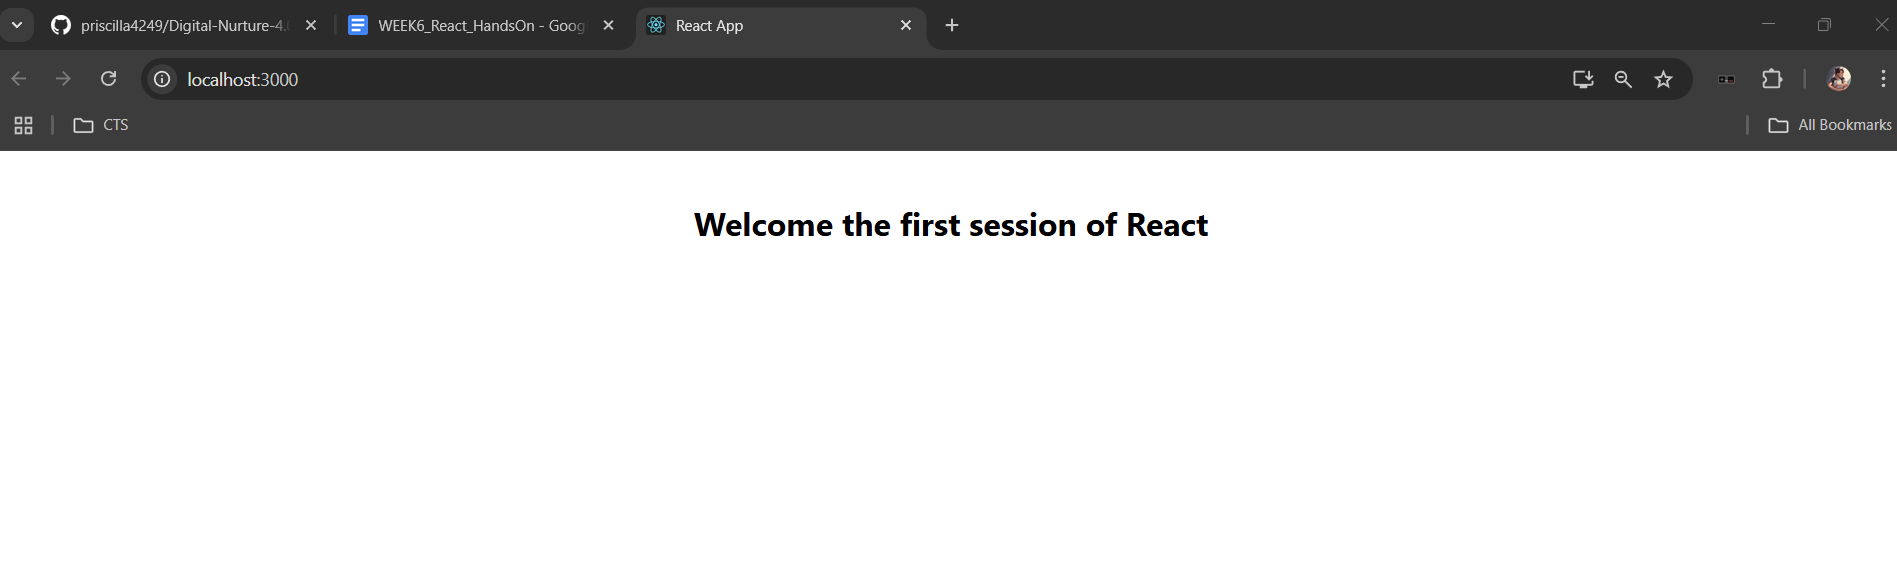 priscilla4249/Digital-Nurture-4.
WEEK6_React_HandsOn - Goog
React App
localhost:3000
CTS
All Bookmarks
Welcome the first session of React